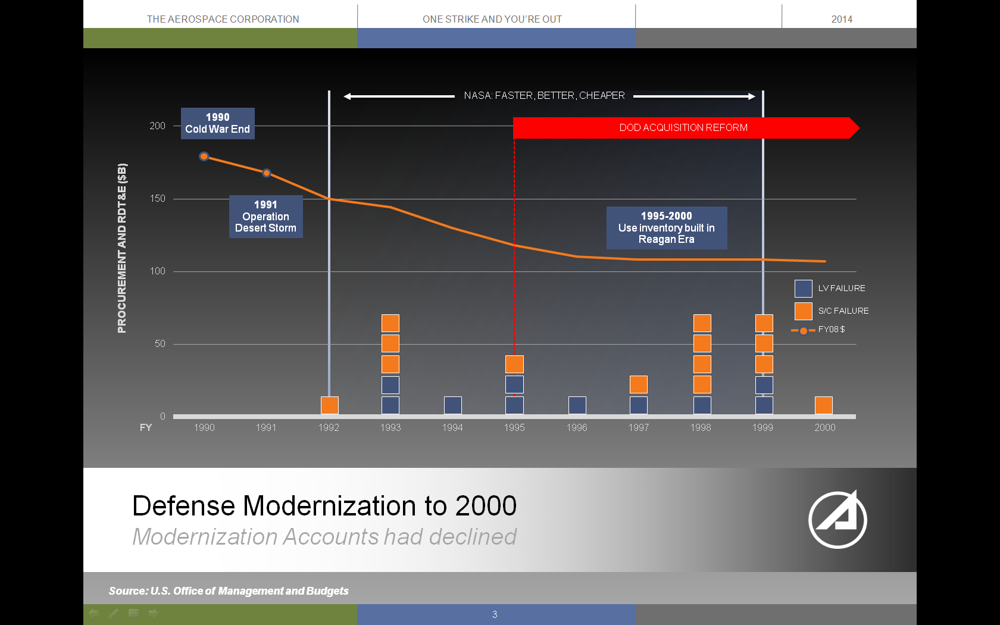 THE AEROSPACE CORPORATION
ONE STRIKE AND YOU'RE OUT
2014
NASA: FASTER, BETTER, CHEAPER
DOD ACQUISITION REFORM
1990
Cold War End
1991
Operation
Desert Storm
1995-2000
Use inventory built in
Reagan Era
PROCUREMENT AND RDT&E ($B)
200
150
100
50
0
LV FAILURE
S/C FAILURE
FY08 $
FY 1990 1991 1992 1993 1994 1995 1996 1997 1998 1999 2000
Defense Modernization to 2000
Modernization Accounts had declined
Source: U.S. Office of Management and Budgets
3